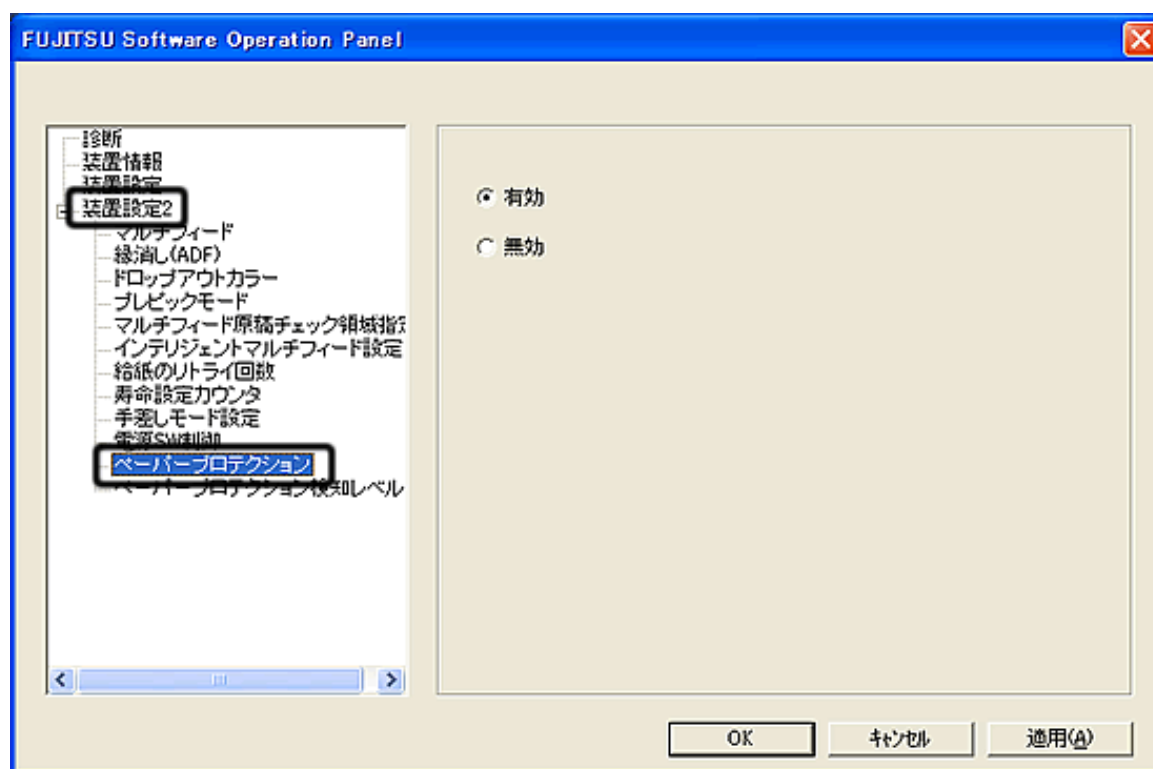 FUJITSU Software Operation Panel
診断
装置情報
装置設定
装置設定2
マルチフィード
縁消し(ADF)
ドロップアウトカラー
プレピックモード
マルチフィード原稿チェック領域指定
インテリジェントマルチフィード設定
給紙のリトライ回数
寿命設定カウンタ
手差しモード設定
電源SW制御
ペーパープロテクション
ペーパープロテクション検知レベル
有効
無効
OK
キャンセル
適用(A)